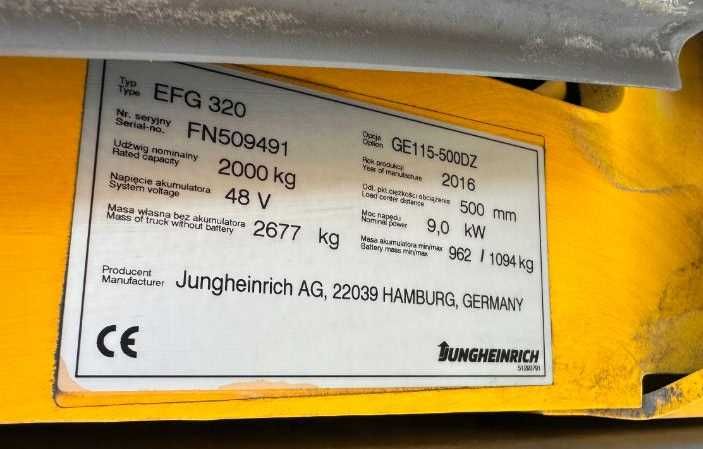 Typ
Type EFG 320
Nr. seryjny
Serial-no. FN509491
Opcja
Option GE115-500DZ
Udźwig nominalny
Rated capacity 2000 kg
Rok produkcji
Year of manufacture 2016
Napięcie akumulatora
System voltage 48 V
Odl. pkt. ciężkości obciążenia
Load center distance 500 mm
Masa własna bez akumulatora
Mass of truck without battery 2677 kg
Moc napędu
Nominal power 9,0 kW
Masa akumulatora min/max
Battery mass min/max 962 / 1094 kg
Producent
Manufacturer Jungheinrich AG, 22039 HAMBURG, GERMANY
CE
JUNGHEINRICH